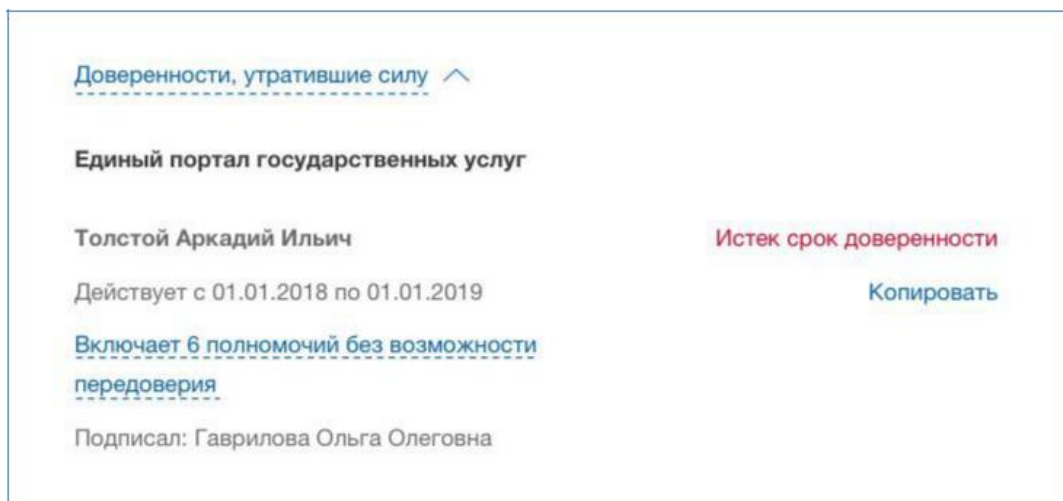 Доверенности, утратившие силу
Единый портал государственных услуг
Толстой Аркадий Ильич
Истек срок доверенности
Действует с 01.01.2018 по 01.01.2019
Копировать
Включает 6 полномочий без возможности
передоверия
Подписал: Гаврилова Ольга Олеговна